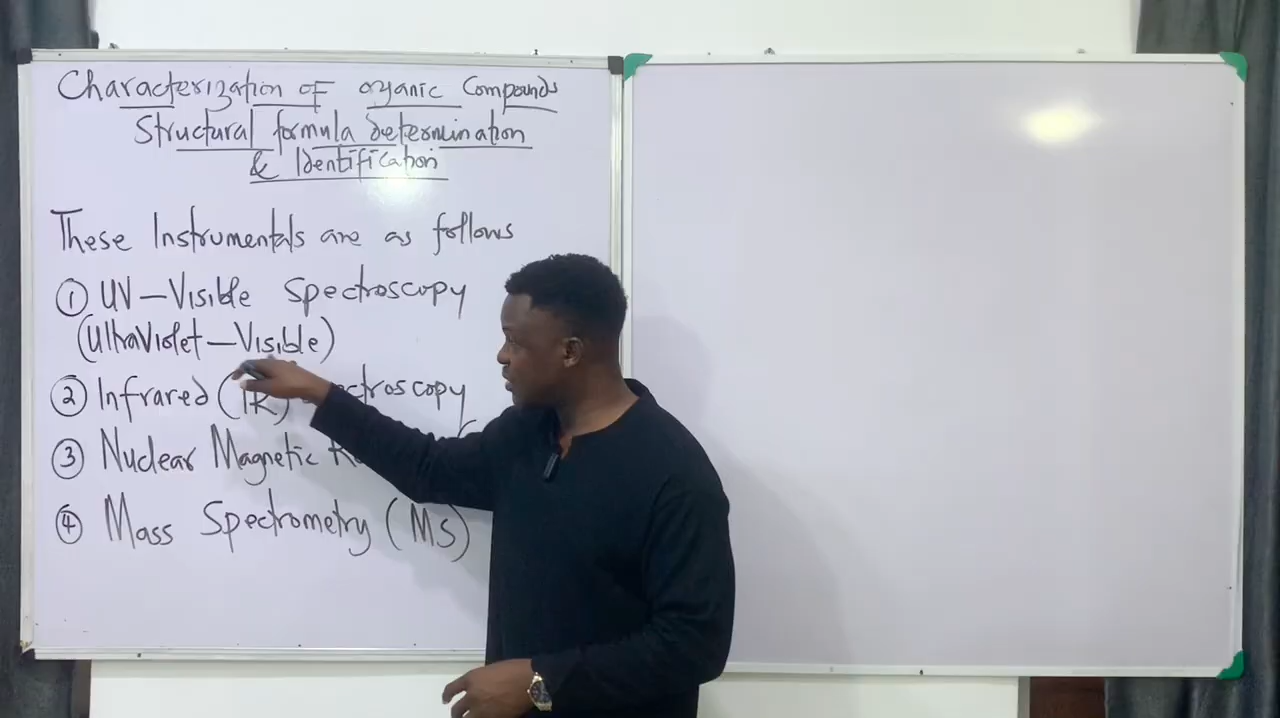 Characterization of organic Compounds
Structural formula determination
& Identification
These Instrumentals are as follows
① UV – Visible Spectroscopy
(UltraViolet – Visible)
② Infrared (IR)
③ Nuclear Magnetic
④ Mass Spectrometry (MS)